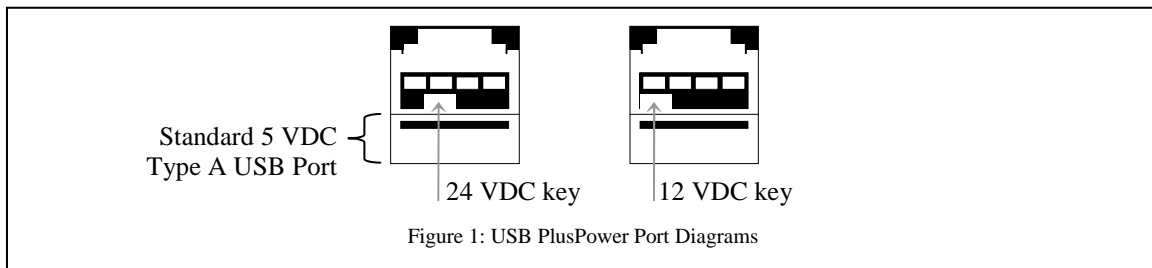 Standard 5 VDC
Type A USB Port
24 VDC key
12 VDC key
Figure 1: USB PlusPower Port Diagrams